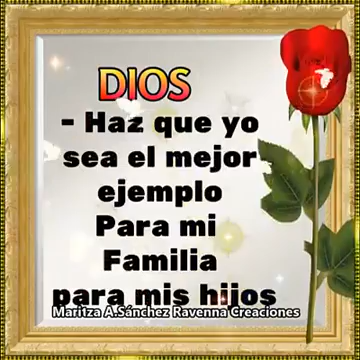 DIOS
- Haz que yo
sea el mejor
ejemplo
Para mi
Familia
para mis hijos
Maritza A.Sánchez Ravenna Creaciones